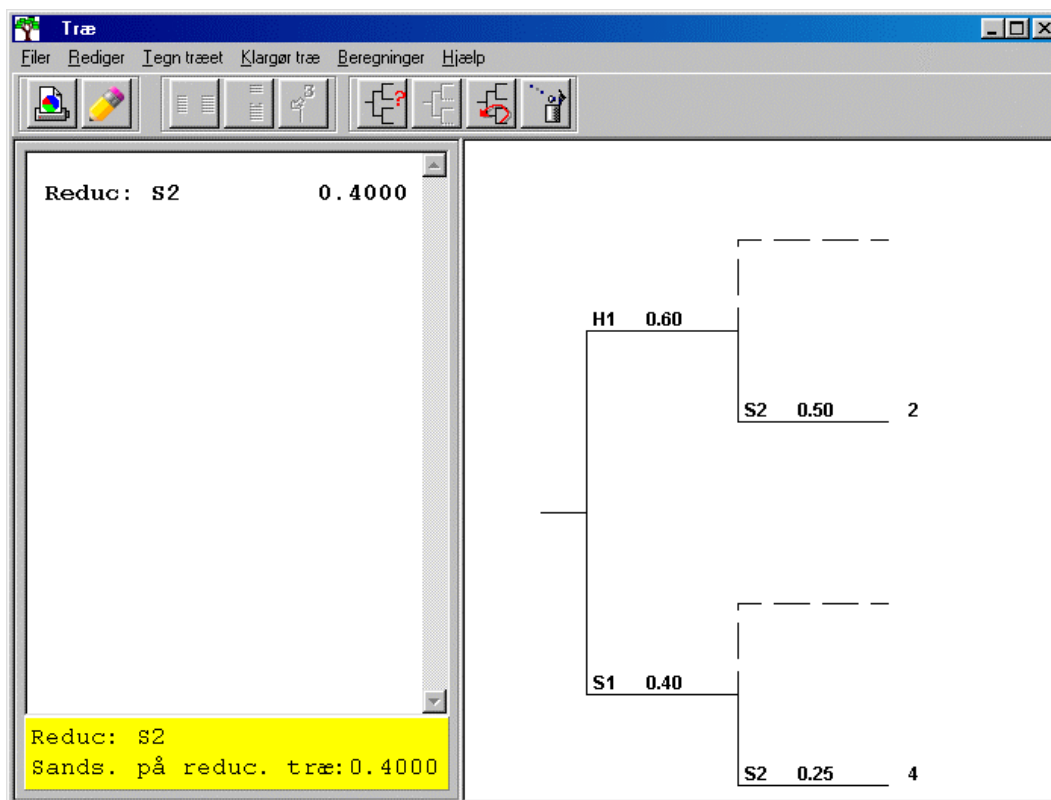 Træ
Filer Rediger Tegn træet Klargør træ Beregninger Hjælp
3
?
Reduc: S2 0.4000
H1 0.60
S2 0.50 2
S1 0.40
S2 0.25 4
Reduc: S2
Sands. på reduc. træ:0.4000